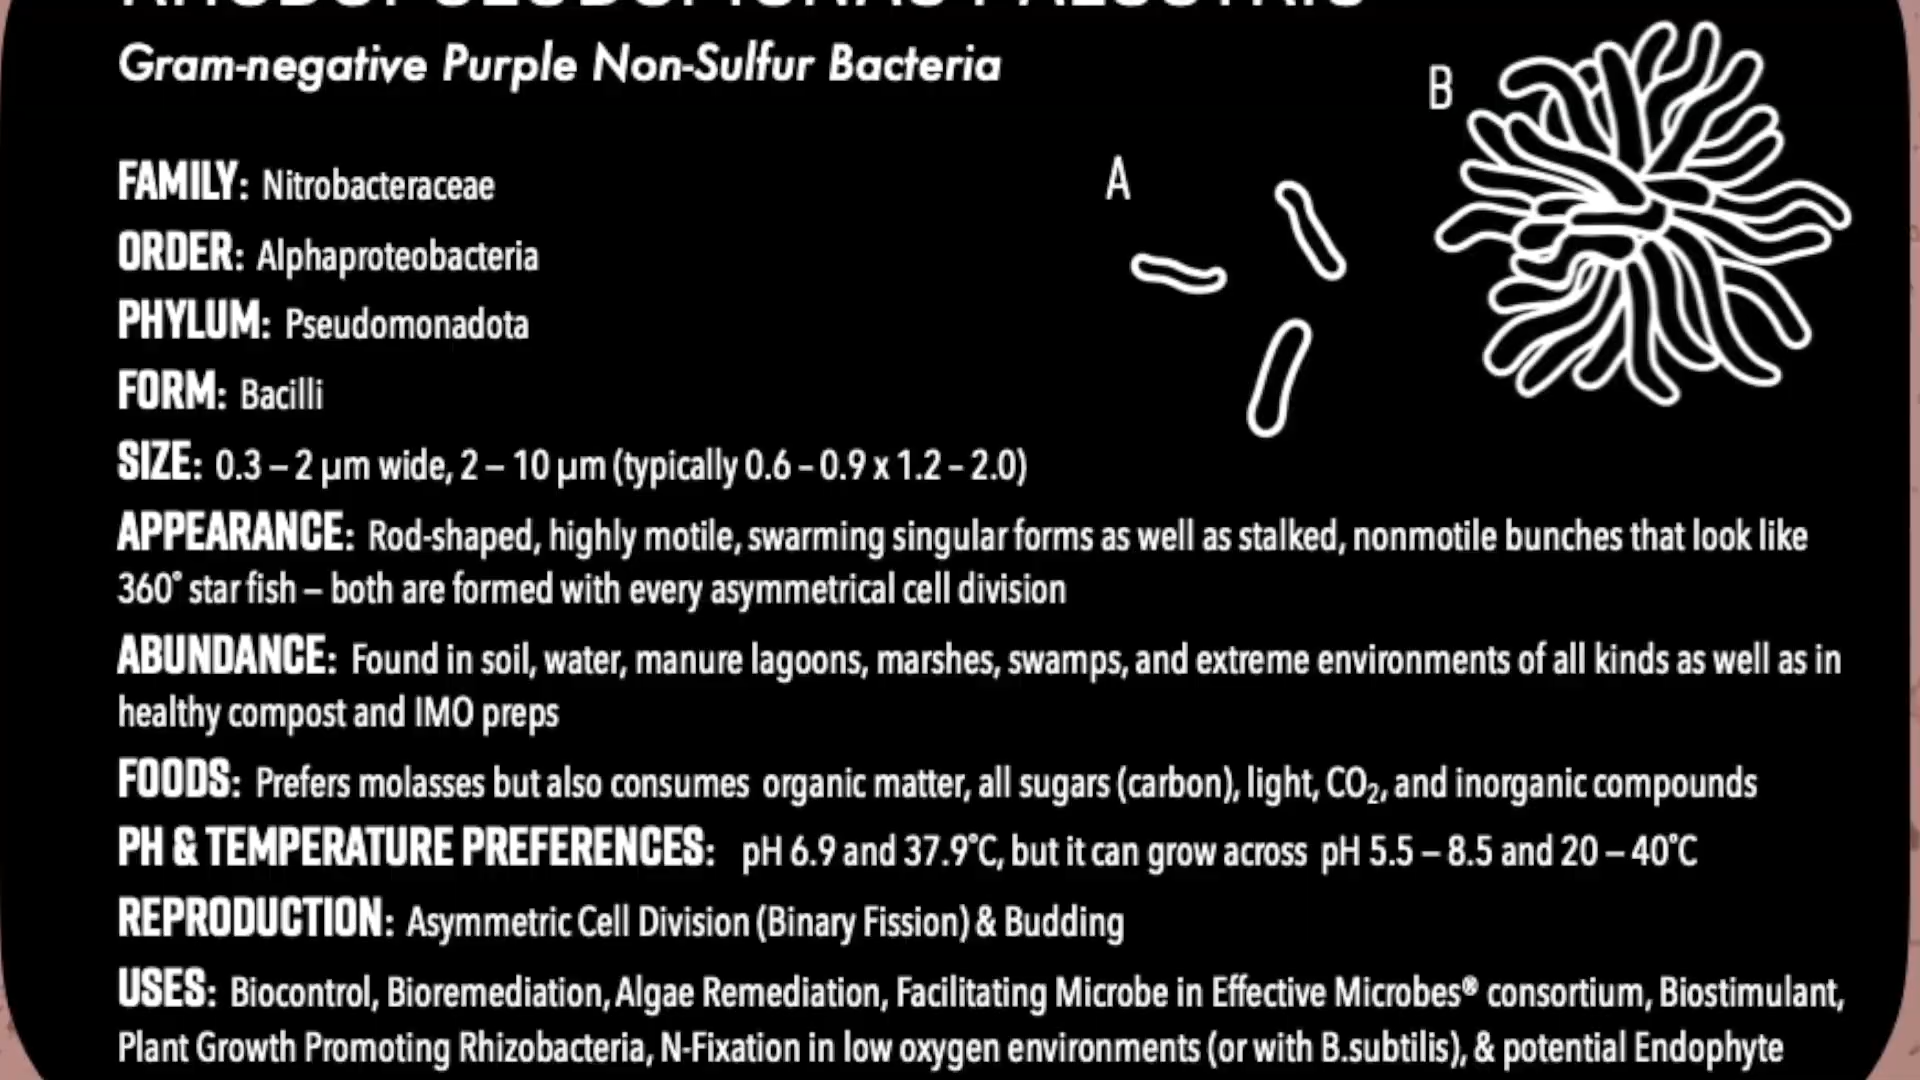 RHODOPSEUDOMONAS PALUSTRIS
Gram-negative Purple Non-Sulfur Bacteria
B
A
FAMILY: Nitrobacteraceae
ORDER: Alphaproteobacteria
PHYLUM: Pseudomonadota
FORM: Bacilli
SIZE: 0.3 – 2 µm wide, 2 – 10 µm (typically 0.6 – 0.9 x 1.2 – 2.0)
APPEARANCE: Rod-shaped, highly motile, swarming singular forms as well as stalked, nonmotile bunches that look like
360° star fish – both are formed with every asymmetrical cell division
ABUNDANCE: Found in soil, water, manure lagoons, marshes, swamps, and extreme environments of all kinds as well as in
healthy compost and IMO preps
FOODS: Prefers molasses but also consumes organic matter, all sugars (carbon), light, CO₂, and inorganic compounds
PH & TEMPERATURE PREFERENCES: pH 6.9 and 37.9°C, but it can grow across pH 5.5 – 8.5 and 20 – 40°C
REPRODUCTION: Asymmetric Cell Division (Binary Fission) & Budding
USES: Biocontrol, Bioremediation, Algae Remediation, Facilitating Microbe in Effective Microbes® consortium, Biostimulant,
Plant Growth Promoting Rhizobacteria, N-Fixation in low oxygen environments (or with B.subtilis), & potential Endophyte